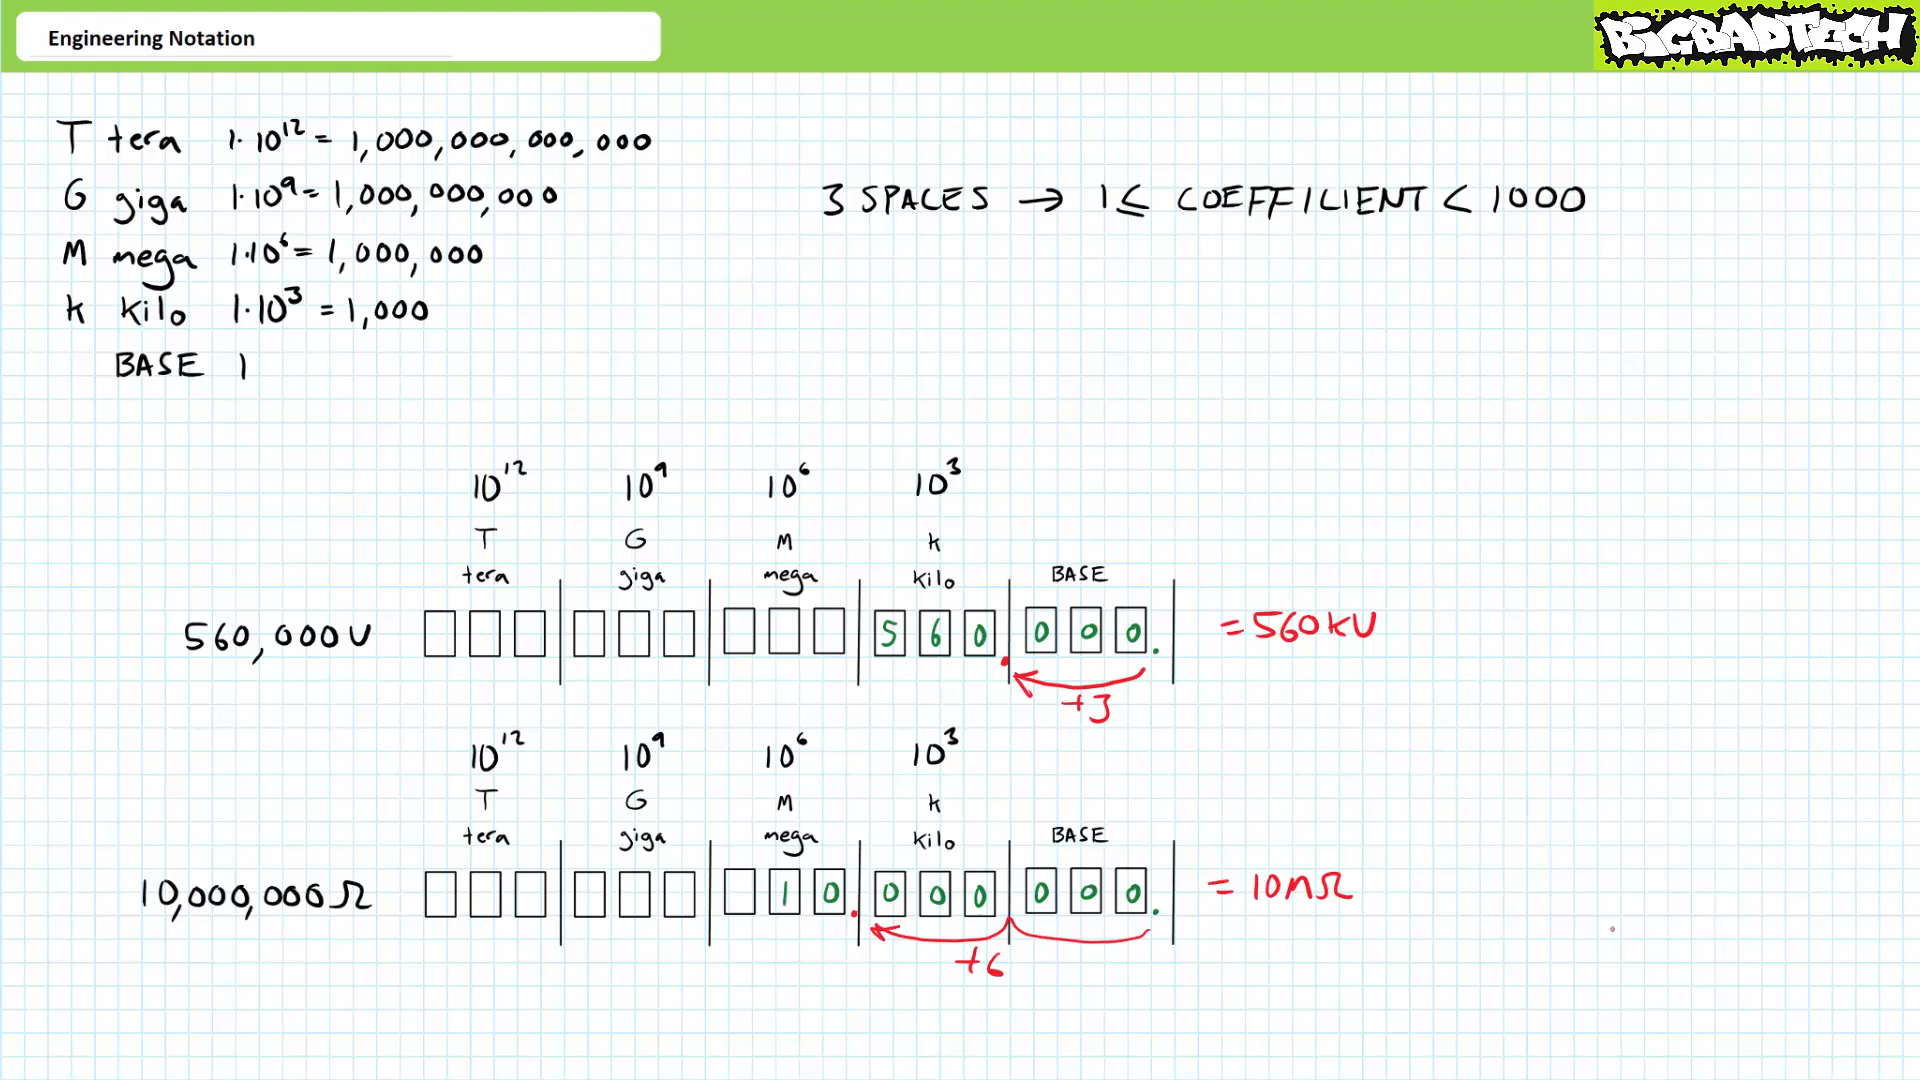 Engineering Notation
BIGBADTECH
T tera 1·10¹² = 1,000,000,000,000
G giga 1·10⁹ = 1,000,000,000
M mega 1·10⁶ = 1,000,000
k kilo 1·10³ = 1,000
BASE 1
3 SPACES → 1 ≤ COEFFICIENT < 1000
10¹² 10⁹ 10⁶ 10³
T G M k
tera giga mega kilo BASE
560,000V 5 6 0 . 0 0 0 . = 560kV
+3
10¹² 10⁹ 10⁶ 10³
T G M k
tera giga mega kilo BASE
10,000,000Ω 1 0 . 0 0 0 0 0 0 . = 10MΩ
+6